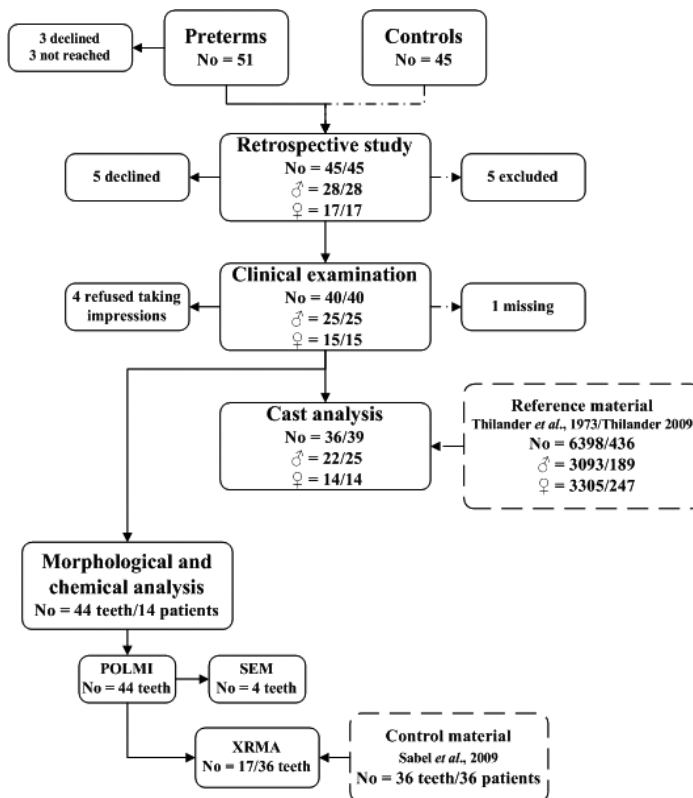 3 declined
3 not reached
Preterms
No = 51
Controls
No = 45
Retrospective study
No = 45/45
♂ = 28/28
♀ = 17/17
5 declined
5 excluded
Clinical examination
No = 40/40
♂ = 25/25
♀ = 15/15
4 refused taking
impressions
1 missing
Cast analysis
No = 36/39
♂ = 22/25
♀ = 14/14
Reference material
Thilander et al., 1973/Thilander 2009
No = 6398/436
♂ = 3093/189
♀ = 3305/247
Morphological and
chemical analysis
No = 44 teeth/14 patients
POLMI
No = 44 teeth
SEM
No = 4 teeth
XRMA
No = 17/36 teeth
Control material
Sabel et al., 2009
No = 36 teeth/36 patients